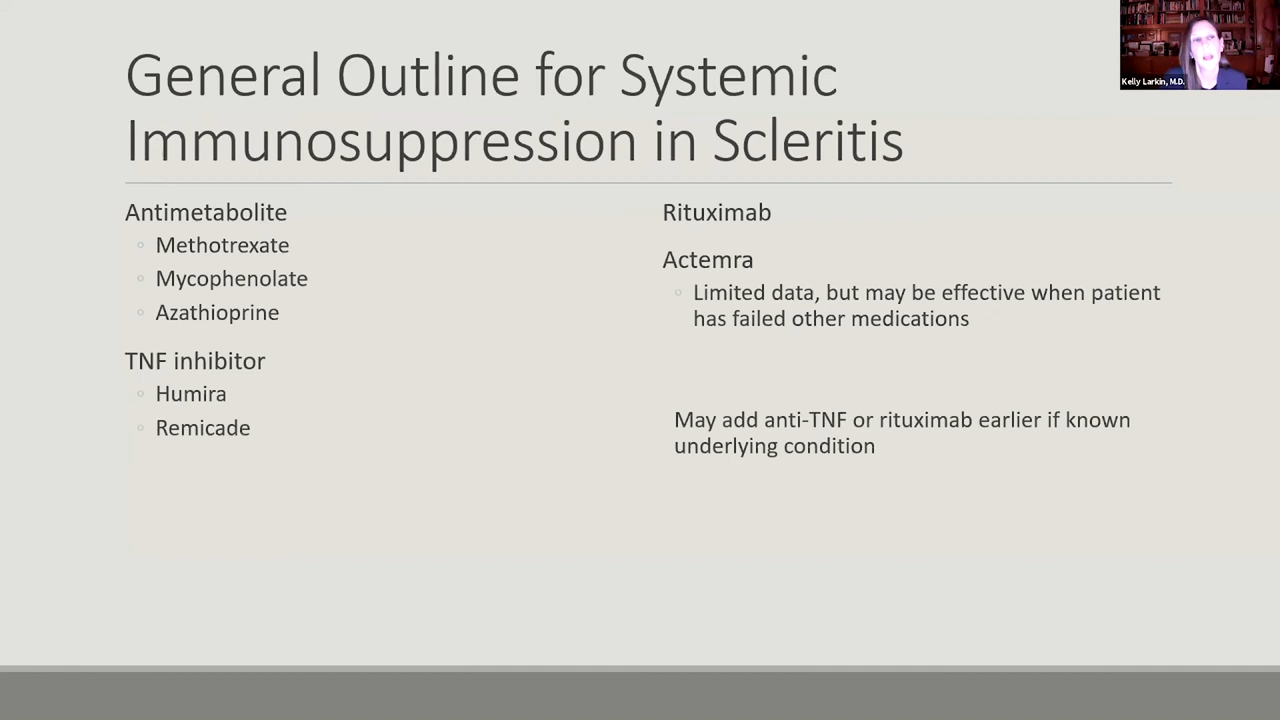 General Outline for Systemic
Immunosuppression in Scleritis
Antimetabolite
◦ Methotrexate
◦ Mycophenolate
◦ Azathioprine
TNF inhibitor
◦ Humira
◦ Remicade
Rituximab
Actemra
◦ Limited data, but may be effective when patient
has failed other medications
May add anti-TNF or rituximab earlier if known
underlying condition
Kelly Larkin, M.D.